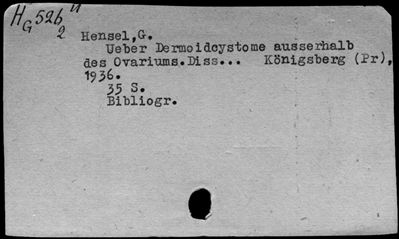 HG 526 u
2
Hensel,G.
Ueber Dermoidcystome ausserhalb
des Ovariums.Diss... Königsberg (Pr),
1936.
35 S.
Bibliogr.